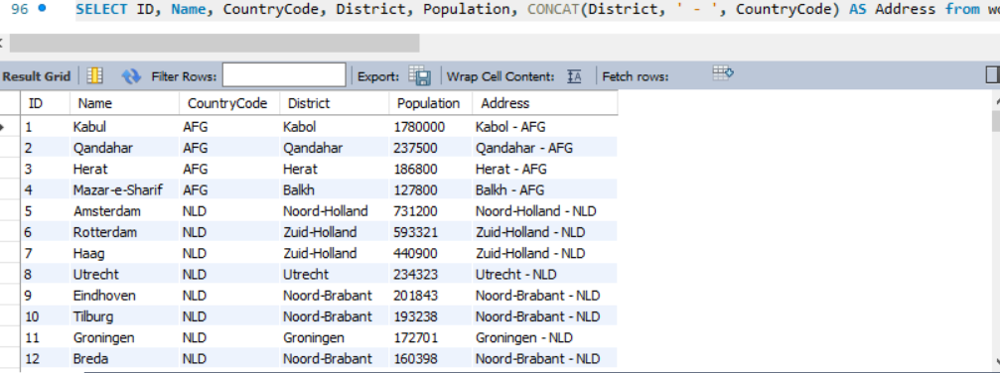 96 SELECT ID, Name, CountryCode, District, Population, CONCAT(District, ' - ', CountryCode) AS Address from
Result Grid Filter Rows: Export: Wrap Cell Content: Fetch rows:
ID Name CountryCode District Population Address
1 Kabul AFG Kabol 1780000 Kabol - AFG
2 Qandahar AFG Qandahar 237500 Qandahar - AFG
3 Herat AFG Herat 186800 Herat - AFG
4 Mazar-e-Sharif AFG Balkh 127800 Balkh - AFG
5 Amsterdam NLD Noord-Holland 731200 Noord-Holland - NLD
6 Rotterdam NLD Zuid-Holland 593321 Zuid-Holland - NLD
7 Haag NLD Zuid-Holland 440900 Zuid-Holland - NLD
8 Utrecht NLD Utrecht 234323 Utrecht - NLD
9 Eindhoven NLD Noord-Brabant 201843 Noord-Brabant - NLD
10 Tilburg NLD Noord-Brabant 193238 Noord-Brabant - NLD
11 Groningen NLD Groningen 172701 Groningen - NLD
12 Breda NLD Noord-Brabant 160398 Noord-Brabant - NLD